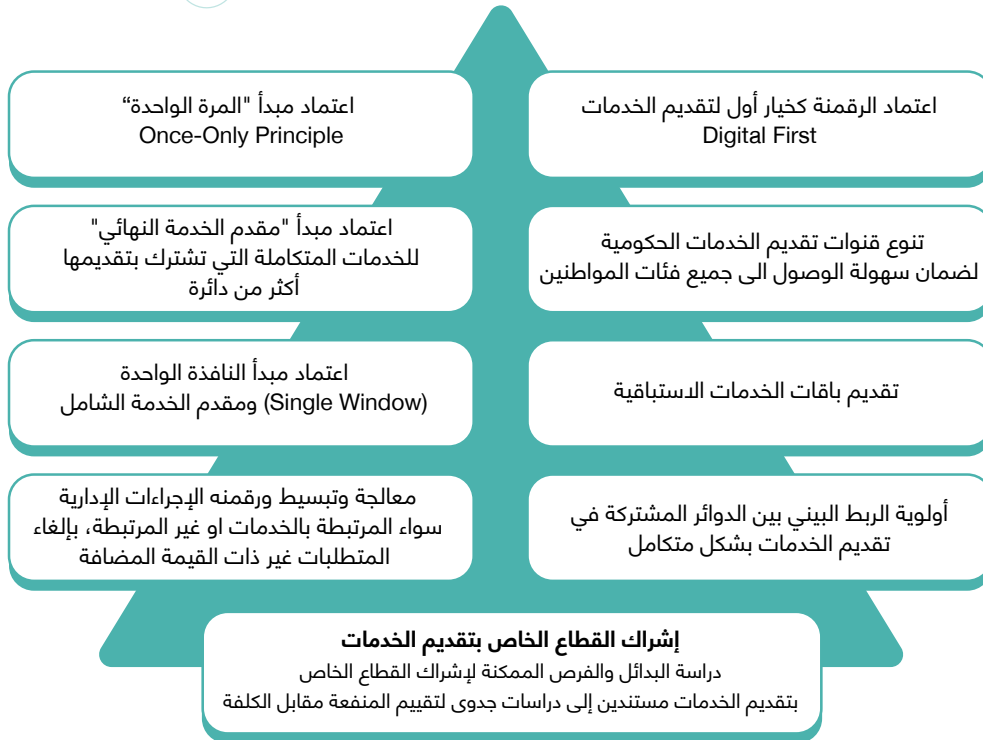 اعتماد الرقمنة كخيار أول لتقديم الخدمات
Digital First
اعتماد مبدأ "المرة الواحدة“
Once-Only Principle
تنوع قنوات تقديم الخدمات الحكومية
لضمان سهولة الوصول الى جميع فئات المواطنين
اعتماد مبدأ "مقدم الخدمة النهائي"
للخدمات المتكاملة التي تشترك بتقديمها
أكثر من دائرة
تقديم باقات الخدمات الاستباقية
اعتماد مبدأ النافذة الواحدة
(Single Window) ومقدم الخدمة الشامل
أولوية الربط البيني بين الدوائر المشتركة في
تقديم الخدمات بشكل متكامل
معالجة وتبسيط ورقمنه الإجراءات الإدارية
سواء المرتبطة بالخدمات او غير المرتبطة، بإلغاء
المتطلبات غير ذات القيمة المضافة
إشراك القطاع الخاص بتقديم الخدمات
دراسة البدائل والفرص الممكنة لإشراك القطاع الخاص
بتقديم الخدمات مستندين إلى دراسات جدوى لتقييم المنفعة مقابل الكلفة